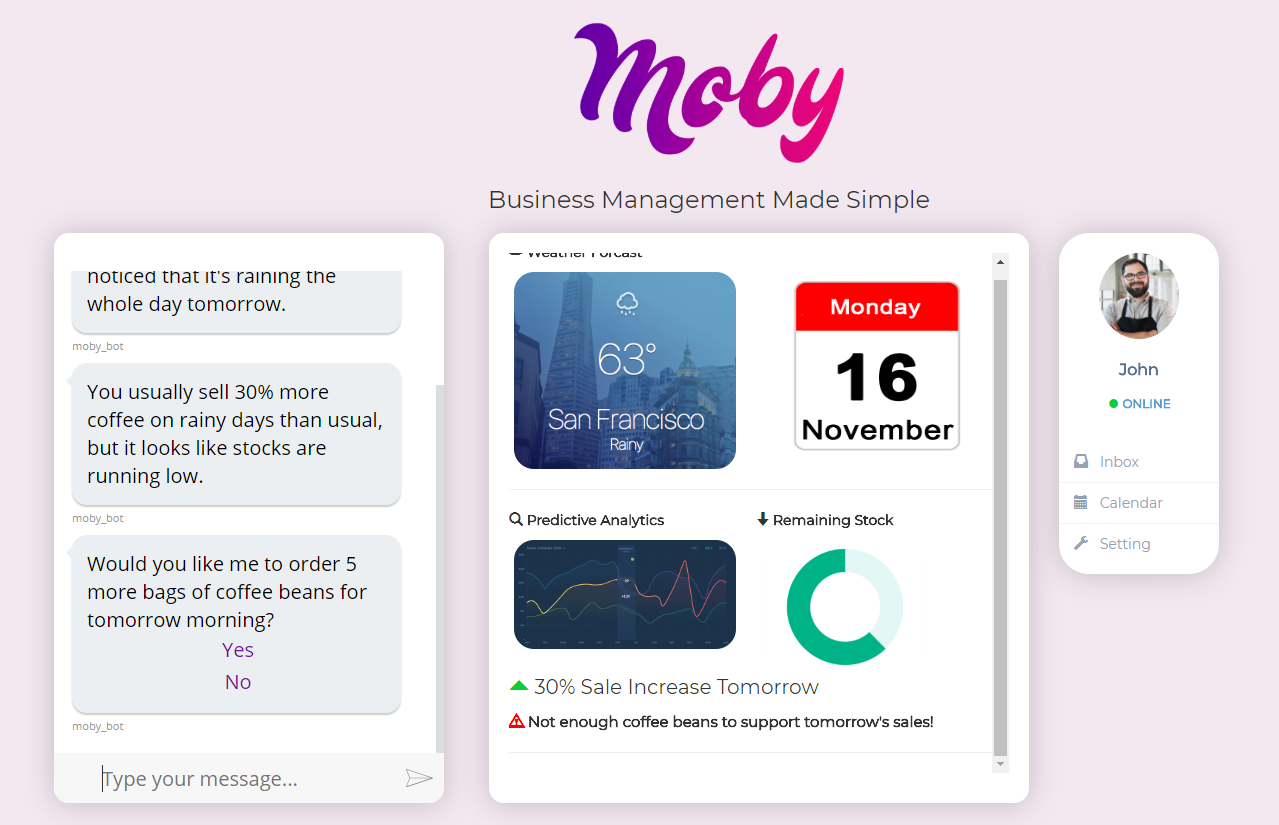 Moby
Business Management Made Simple
noticed that it's raining the
whole day tomorrow.
moby_bot
You usually sell 30% more
coffee on rainy days than usual,
but it looks like stocks are
running low.
moby_bot
Would you like me to order 5
more bags of coffee beans for
tomorrow morning?
Yes
No
moby_bot
Type your message...
Weather Forcast
63°
San Francisco
Rainy
Monday
16
November
Predictive Analytics
Remaining Stock
30% Sale Increase Tomorrow
Not enough coffee beans to support tomorrow's sales!
John
ONLINE
Inbox
Calendar
Setting